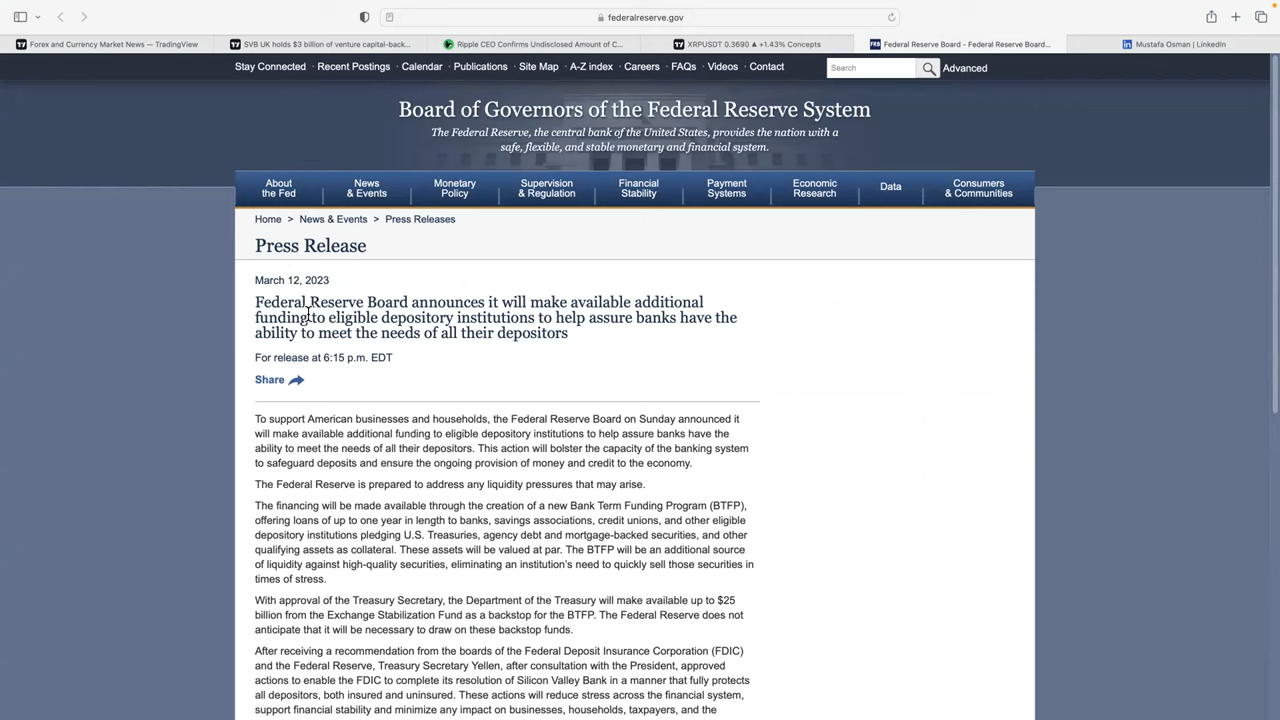 federalreserve.gov
Forex and Currency Market News — TradingView
SVB UK holds $3 billion of venture capital-back...
Ripple CEO Confirms Undisclosed Amount of C...
XRPUSDT 0.3690 ▲ +1.43% Concepts
FRB Federal Reserve Board - Federal Reserve Board...
in Mustafa Osman | LinkedIn
Stay Connected · Recent Postings · Calendar · Publications · Site Map · A-Z index · Careers · FAQs · Videos · Contact
Search
Advanced
Board of Governors of the Federal Reserve System
The Federal Reserve, the central bank of the United States, provides the nation with a
safe, flexible, and stable monetary and financial system.
About
the Fed
News
& Events
Monetary
Policy
Supervision
& Regulation
Financial
Stability
Payment
Systems
Economic
Research
Data
Consumers
& Communities
Home > News & Events > Press Releases
Press Release
March 12, 2023
Federal Reserve Board announces it will make available additional
funding to eligible depository institutions to help assure banks have the
ability to meet the needs of all their depositors
For release at 6:15 p.m. EDT
Share
To support American businesses and households, the Federal Reserve Board on Sunday announced it
will make available additional funding to eligible depository institutions to help assure banks have the
ability to meet the needs of all their depositors. This action will bolster the capacity of the banking system
to safeguard deposits and ensure the ongoing provision of money and credit to the economy.
The Federal Reserve is prepared to address any liquidity pressures that may arise.
The financing will be made available through the creation of a new Bank Term Funding Program (BTFP),
offering loans of up to one year in length to banks, savings associations, credit unions, and other eligible
depository institutions pledging U.S. Treasuries, agency debt and mortgage-backed securities, and other
qualifying assets as collateral. These assets will be valued at par. The BTFP will be an additional source
of liquidity against high-quality securities, eliminating an institution's need to quickly sell those securities in
times of stress.
With approval of the Treasury Secretary, the Department of the Treasury will make available up to $25
billion from the Exchange Stabilization Fund as a backstop for the BTFP. The Federal Reserve does not
anticipate that it will be necessary to draw on these backstop funds.
After receiving a recommendation from the boards of the Federal Deposit Insurance Corporation (FDIC)
and the Federal Reserve, Treasury Secretary Yellen, after consultation with the President, approved
actions to enable the FDIC to complete its resolution of Silicon Valley Bank in a manner that fully protects
all depositors, both insured and uninsured. These actions will reduce stress across the financial system,
support financial stability and minimize any impact on businesses, households, taxpayers, and the